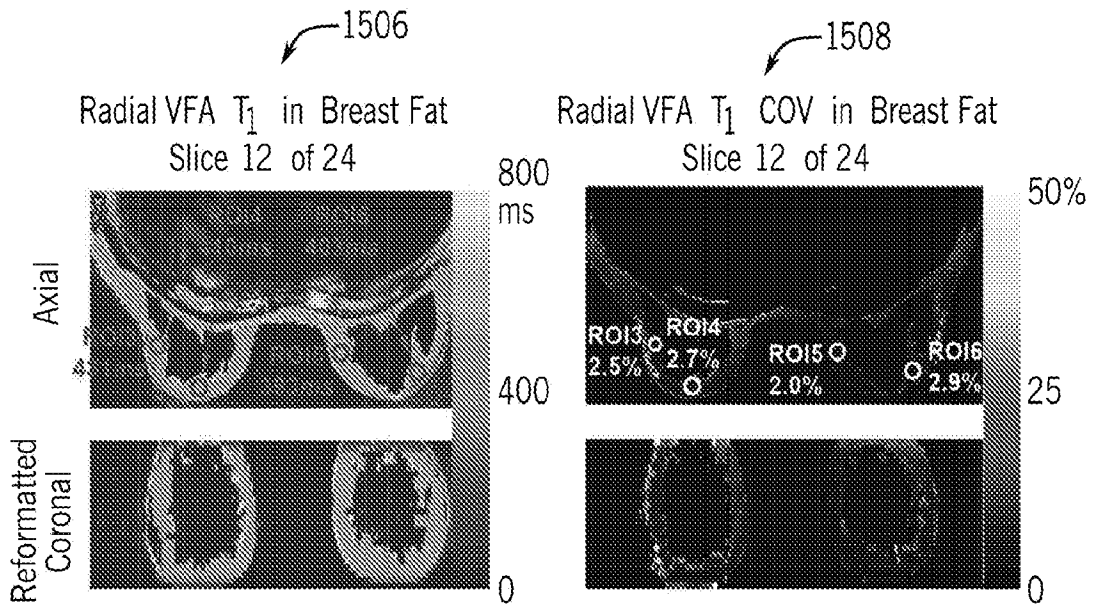 1506
Radial VFA T1 in Breast Fat
Slice 12 of 24
800
ms
400
0
Axial
Reformatted
Coronal
1508
Radial VFA T1 COV in Breast Fat
Slice 12 of 24
50%
25
0
ROI3
2.5%
ROI4
2.7%
ROI5
2.0%
ROI6
2.9%